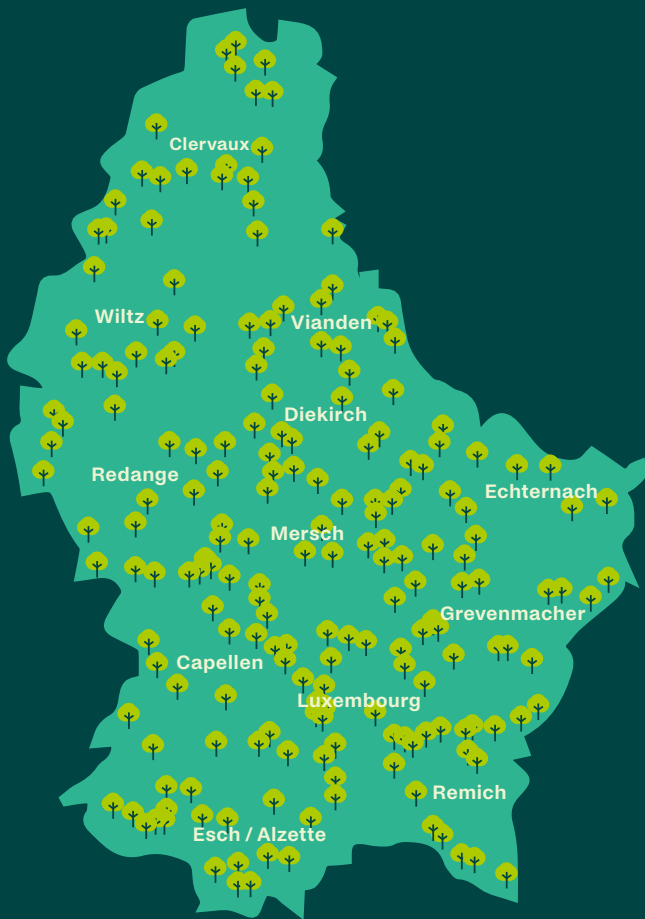 Clervaux
Wiltz
Vianden
Diekirch
Redange
Echternach
Mersch
Grevenmacher
Capellen
Luxembourg
Remich
Esch / Alzette